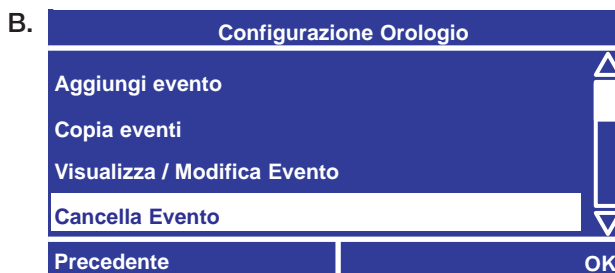 B.
Configurazione Orologio
Aggiungi evento
Copia eventi
Visualizza / Modifica Evento
Cancella Evento
Precedente OK